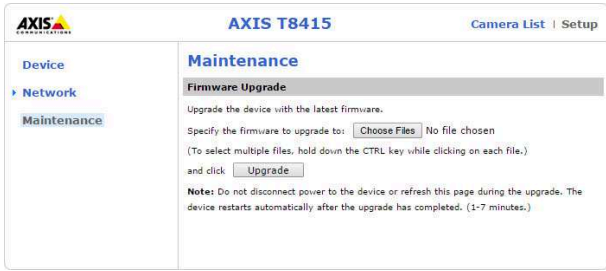 AXIS
COMMUNICATIONS
AXIS T8415
Camera List | Setup
Device
Network
Maintenance
Maintenance
Firmware Upgrade
Upgrade the device with the latest firmware.
Specify the firmware to upgrade to: Choose Files No file chosen
(To select multiple files, hold down the CTRL key while clicking on each file.)
and click Upgrade
Note: Do not disconnect power to the device or refresh this page during the upgrade. The
device restarts automatically after the upgrade has completed. (1-7 minutes.)